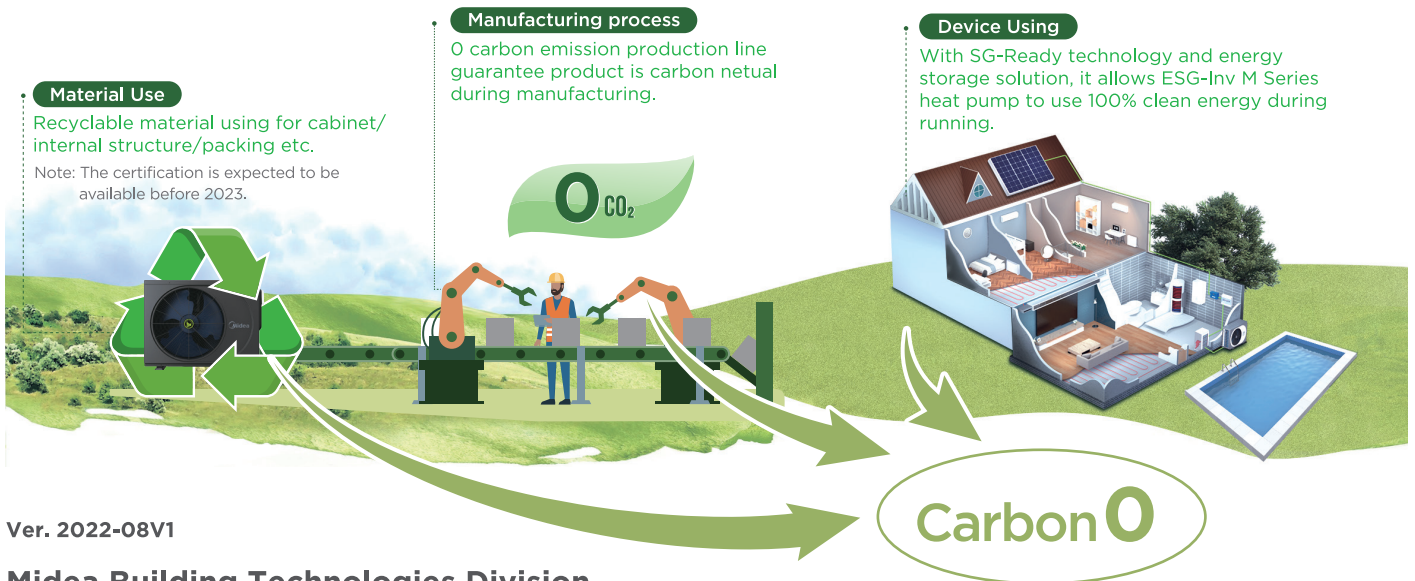 Manufacturing process
0 carbon emission production line
guarantee product is carbon netual
during manufacturing.
Device Using
With SG-Ready technology and energy
storage solution, it allows ESG-Inv M Series
heat pump to use 100% clean energy during
running.
Material Use
Recyclable material using for cabinet/
internal structure/packing etc.
Note: The certification is expected to be
available before 2023.
0 CO₂
Midea
Carbon 0
Ver. 2022-08V1
Midea Building Technologies Division